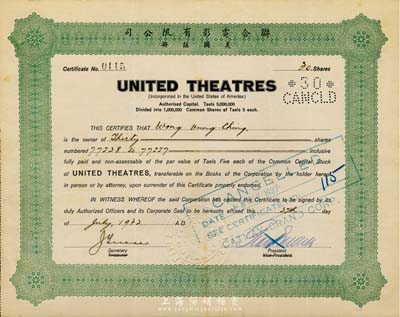 司公限有影電合聯
冊註國美
Certificate No. 0115
30 Shares
UNITED THEATRES
(Incorporated in the United States of America)
Authorized Capital, Taels 5,000,000
Divided into 1,000,000 Common Shares of Taels 5 each.
30
CANCLD
THIS CERTIFIES that Wong
is the owner of Thirty shares
numbered inclusive
fully paid and non-assessable of the par value of Taels Five each of the Common Capital Stock
of UNITED THEATRES, transferable on the Books of the Corporation by the holder hereof
in person or by attorney, upon surrender of this Certificate properly endorsed.
IN WITNESS WHEREOF the said Corporation has caused this Certificate to be signed by its
duly Authorized Officers and its Corporate Seal to be hereunto affixed this day
of July A.D.
CANCELLED
DATE
SEE CERTIFICATE
115
Secretary
Treasurer
President
Vice-President